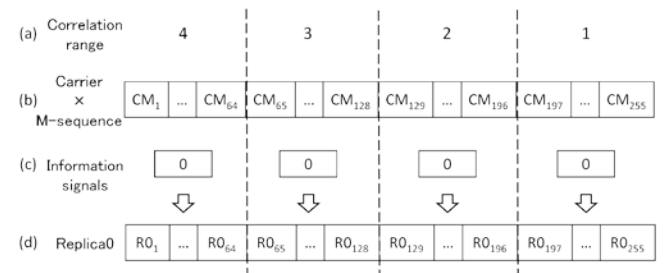 (a) Correlation range 4 3 2 1
(b) Carrier × M-sequence CM₁ ... CM₆₄ CM₆₅ ... CM₁₂₈ CM₁₂₉ ... CM₁₉₆ CM₁₉₇ ... CM₂₅₅
(c) Information signals 0 0 0 0
(d) Replica0 R0₁ ... R0₆₄ R0₆₅ ... R0₁₂₈ R0₁₂₉ ... R0₁₉₆ R0₁₉₇ ... R0₂₅₅